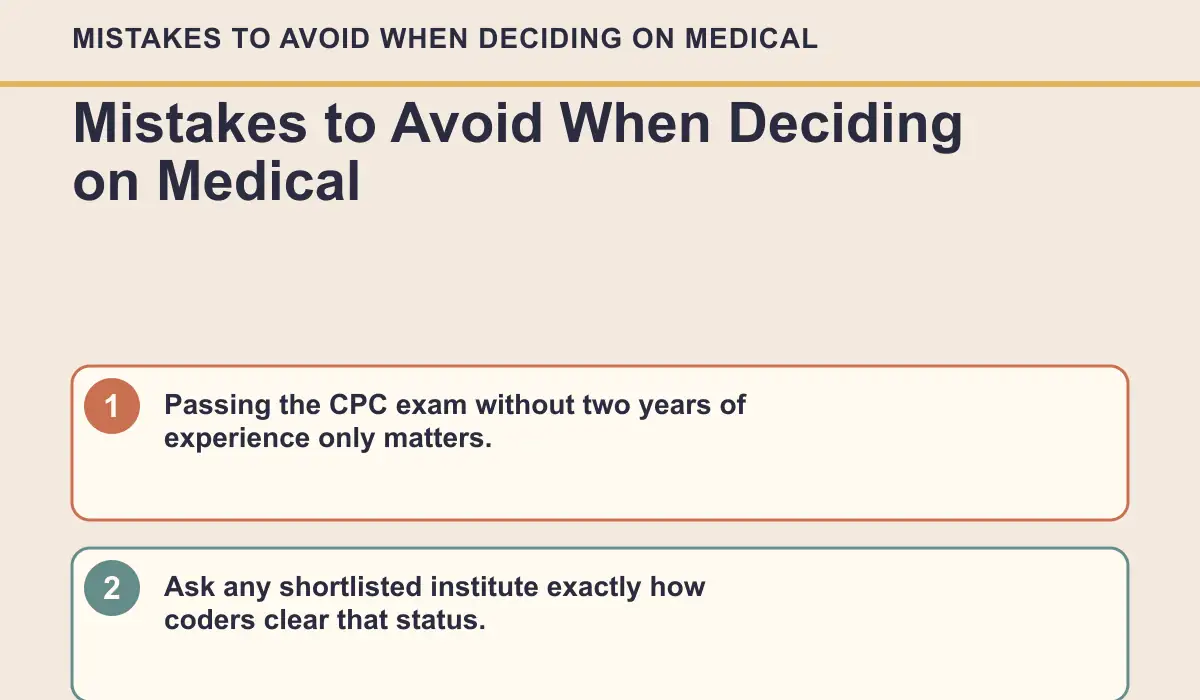 MISTAKES TO AVOID WHEN DECIDING ON MEDICAL
Mistakes to Avoid When Deciding
on Medical
1
Passing the CPC exam without two years of
experience only matters.
2
Ask any shortlisted institute exactly how
coders clear that status.